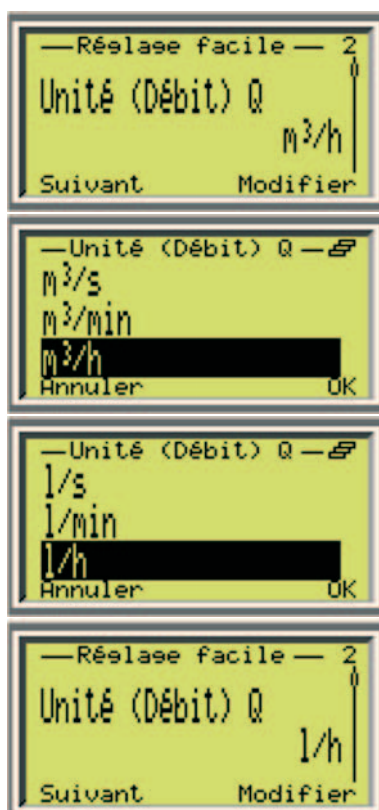 —Réglage facile— 2
Unité (Débit) Q
m³/h
Suivant Modifier
—Unité (Débit) Q—
m³/s
m³/min
m³/h
Annuler OK
—Unité (Débit) Q—
l/s
l/min
l/h
Annuler OK
—Réglage facile— 2
Unité (Débit) Q
l/h
Suivant Modifier